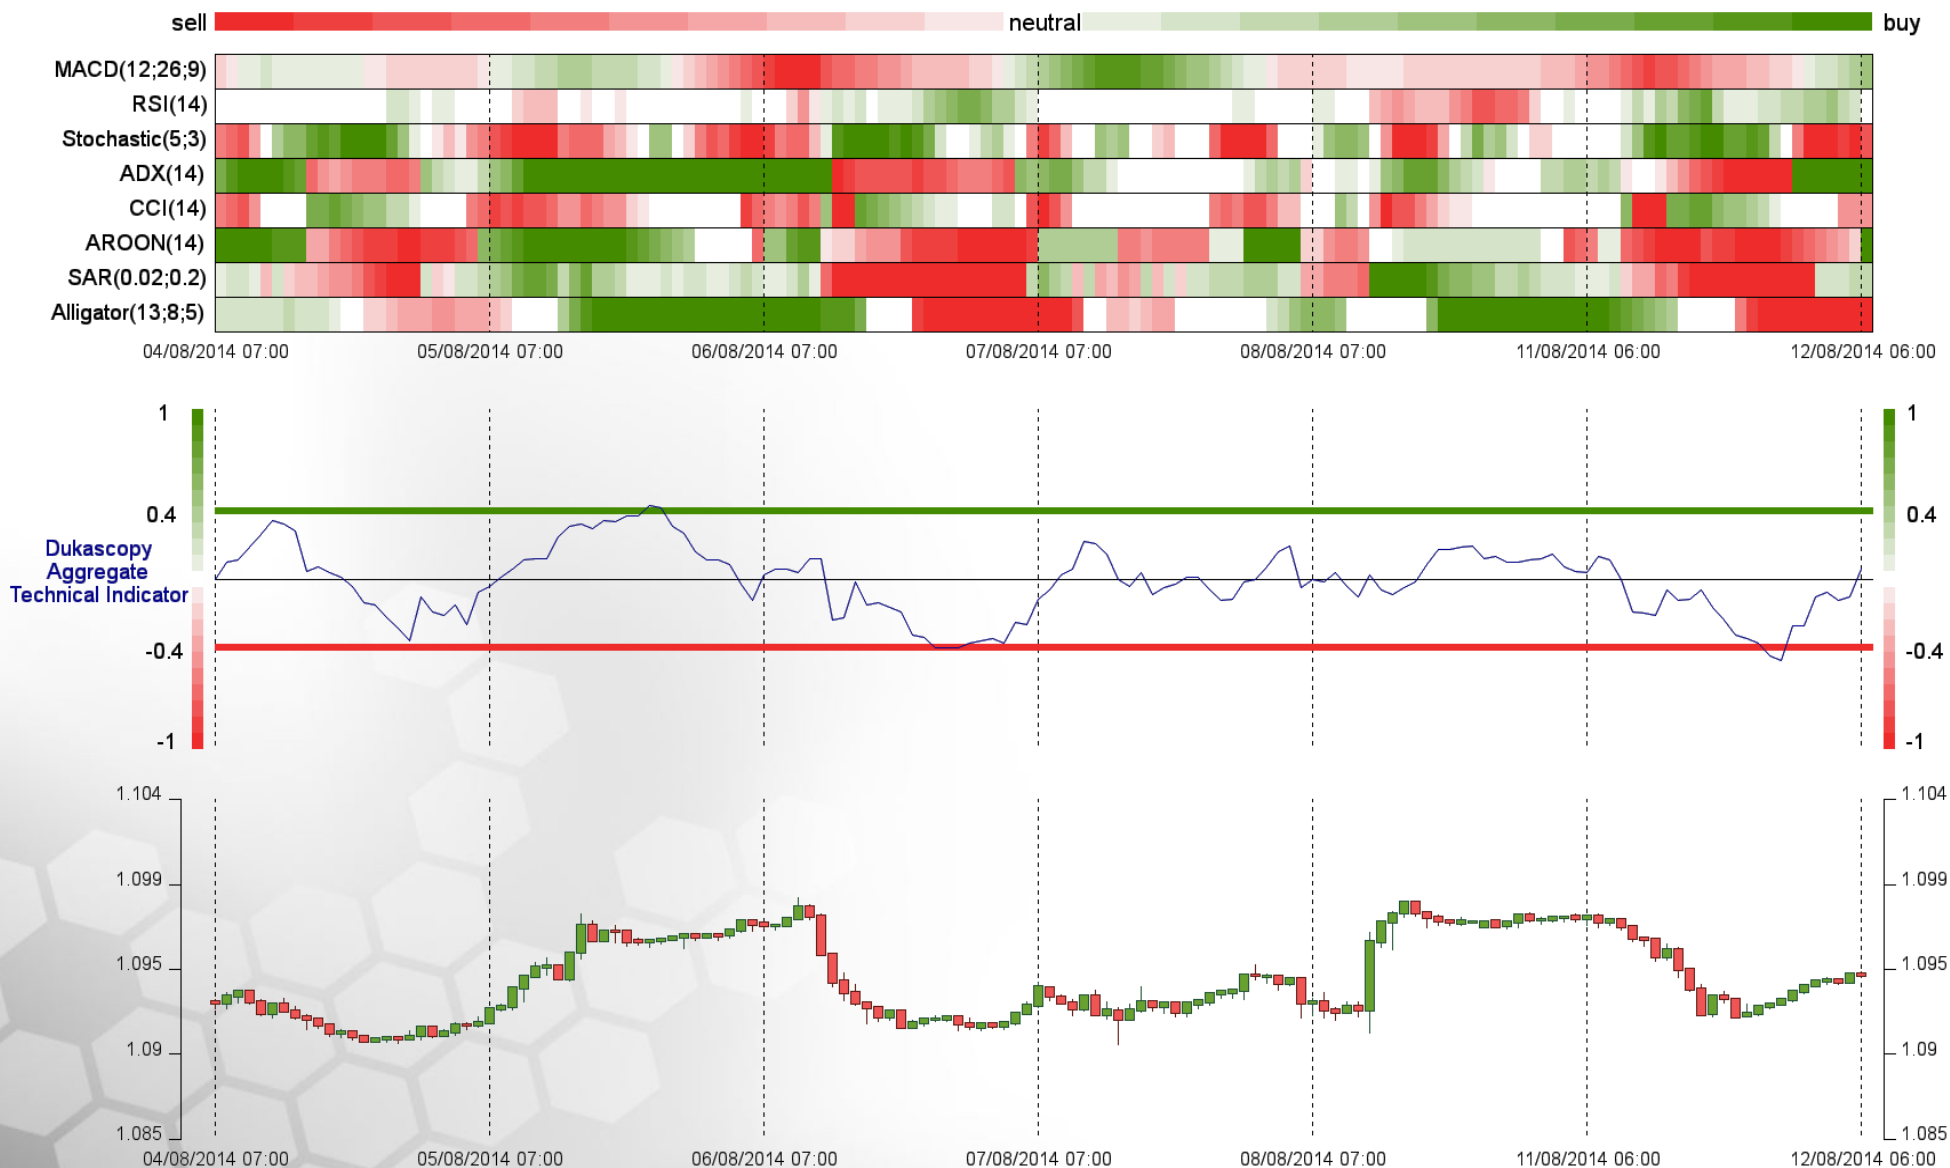 sell neutral buy
MACD(12;26;9)
RSI(14)
Stochastic(5;3)
ADX(14)
CCI(14)
AROON(14)
SAR(0.02;0.2)
Alligator(13;8;5)
04/08/2014 07:00 05/08/2014 07:00 06/08/2014 07:00 07/08/2014 07:00 08/08/2014 07:00 11/08/2014 06:00 12/08/2014 06:00
1 1
0.4 0.4
Dukascopy
Aggregate
Technical Indicator
-0.4 -0.4
-1 -1
1.104 1.104
1.099 1.099
1.095 1.095
1.09 1.09
1.085 1.085
04/08/2014 07:00 05/08/2014 07:00 06/08/2014 07:00 07/08/2014 07:00 08/08/2014 07:00 11/08/2014 06:00 12/08/2014 06:00